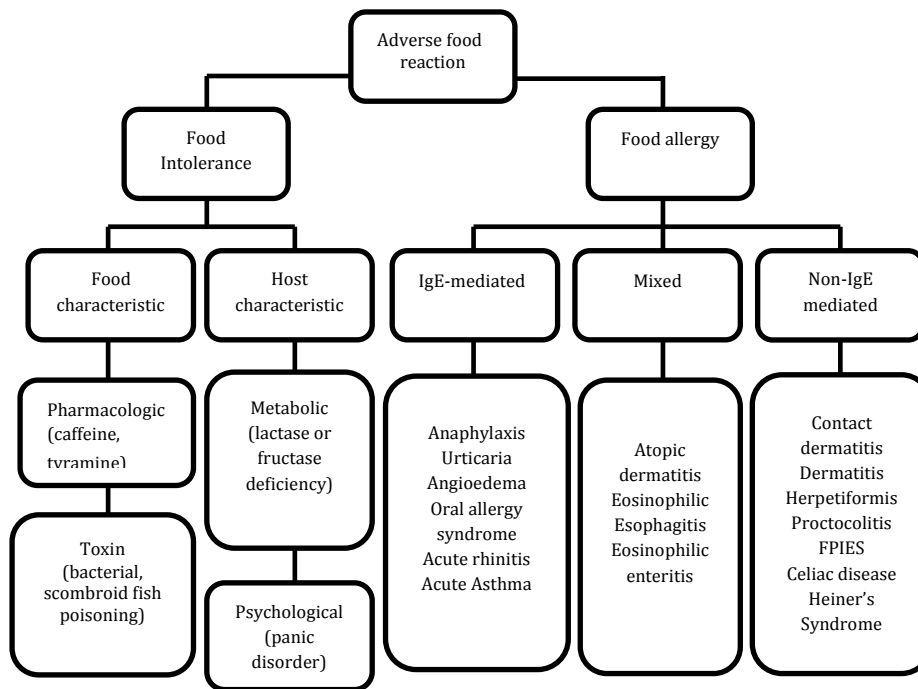 Adverse food
reaction
Food
Intolerance
Food allergy
Food
characteristic
Host
characteristic
IgE-mediated
Mixed
Non-IgE
mediated
Pharmacologic
(caffeine,
tyramine)
Metabolic
(lactase or
fructase
deficiency)
Anaphylaxis
Urticaria
Angioedema
Oral allergy
syndrome
Acute rhinitis
Acute Asthma
Atopic
dermatitis
Eosinophilic
Esophagitis
Eosinophilic
enteritis
Contact
dermatitis
Dermatitis
Herpetiformis
Proctocolitis
FPIES
Celiac disease
Heiner’s
Syndrome
Toxin
(bacterial,
scombroid fish
poisoning)
Psychological
(panic
disorder)